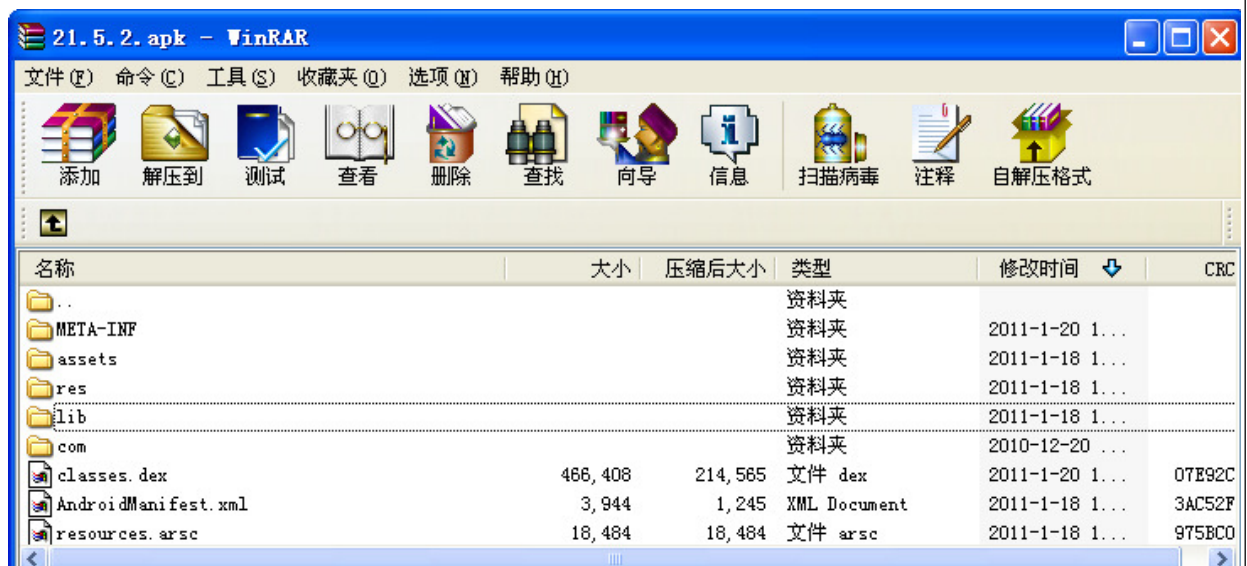 21.5.2.apk - WinRAR
文件(F) 命令(C) 工具(S) 收藏夹(O) 选项(N) 帮助(H)
添加 解压到 测试 查看 删除 查找 向导 信息 扫描病毒 注释 自解压格式
名称 大小 压缩后大小 类型 修改时间 CRC
.. 资料夹
META-INF 资料夹 2011-1-20 1...
assets 资料夹 2011-1-18 1...
res 资料夹 2011-1-18 1...
lib 资料夹 2011-1-18 1...
com 资料夹 2010-12-20 ...
classes.dex 466,408 214,565 文件 dex 2011-1-20 1... 07E92C
AndroidManifest.xml 3,944 1,245 XML Document 2011-1-18 1... 3AC52F
resources.arsc 18,484 18,484 文件 arsc 2011-1-18 1... 975BC0